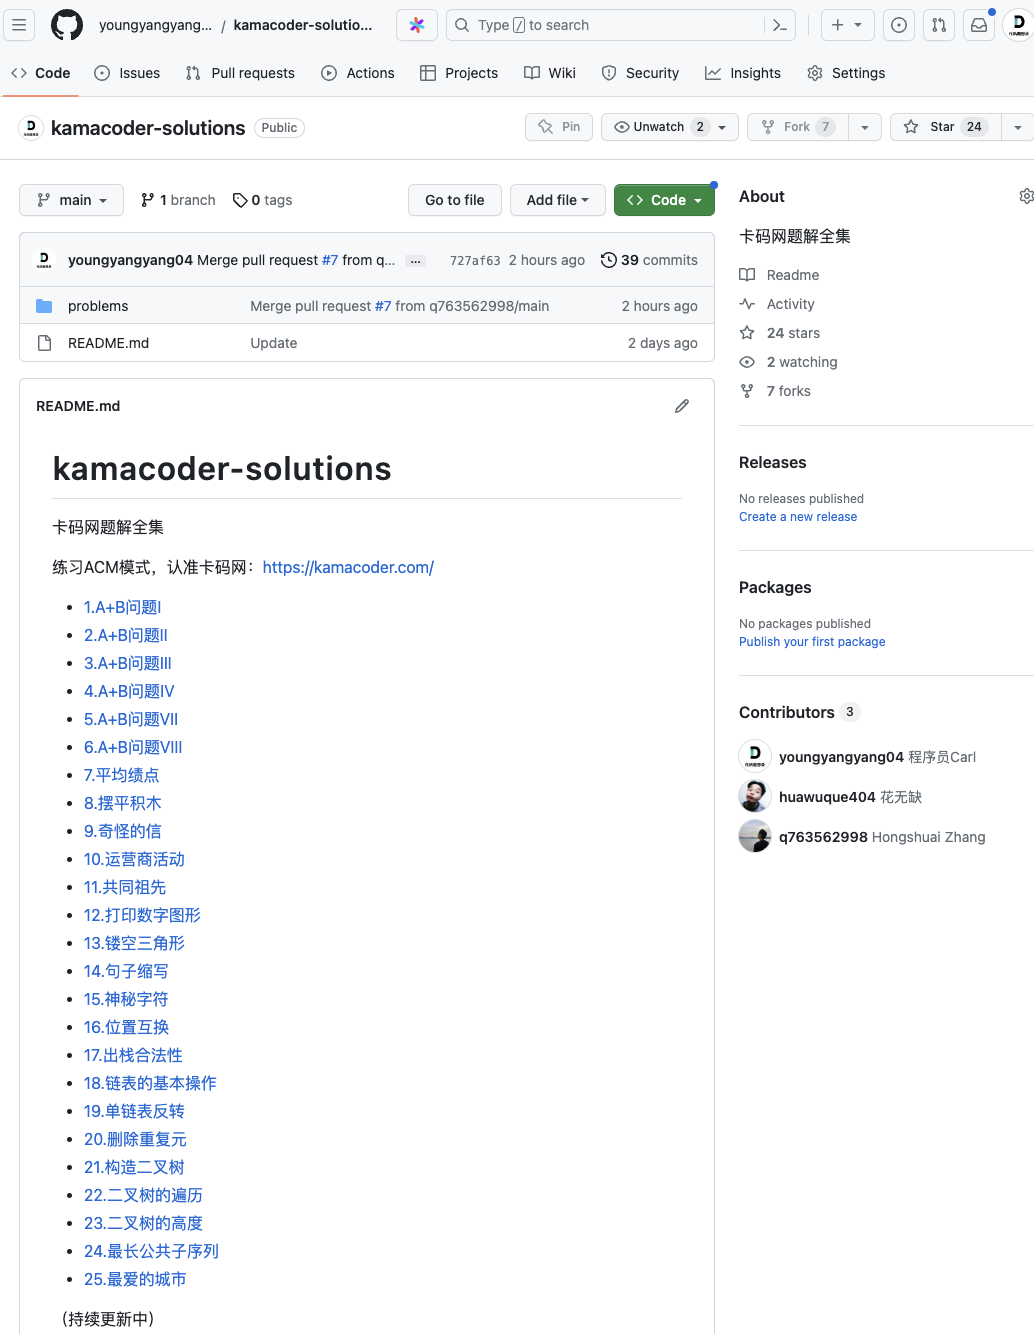 youngyangyang... / kamacoder-solutio...
Type / to search
Code Issues Pull requests Actions Projects Wiki Security Insights Settings
kamacoder-solutions Public
Pin Unwatch 2 Fork 7 Star 24
main 1 branch 0 tags Go to file Add file Code
youngyangyang04 Merge pull request #7 from q... ... 727af63 2 hours ago 39 commits
problems Merge pull request #7 from q763562998/main 2 hours ago
README.md Update 2 days ago
README.md
kamacoder-solutions
卡码网题解全集
练习ACM模式，认准卡码网：https://kamacoder.com/
1.A+B问题I
2.A+B问题II
3.A+B问题III
4.A+B问题IV
5.A+B问题VII
6.A+B问题VIII
7.平均绩点
8.摆平积木
9.奇怪的信
10.运营商活动
11.共同祖先
12.打印数字图形
13.镂空三角形
14.句子缩写
15.神秘字符
16.位置互换
17.出栈合法性
18.链表的基本操作
19.单链表反转
20.删除重复元
21.构造二叉树
22.二叉树的遍历
23.二叉树的高度
24.最长公共子序列
25.最爱的城市
（持续更新中）
About
卡码网题解全集
Readme
Activity
24 stars
2 watching
7 forks
Releases
No releases published
Create a new release
Packages
No packages published
Publish your first package
Contributors 3
youngyangyang04 程序员Carl
huawuque404 花无缺
q763562998 Hongshuai Zhang